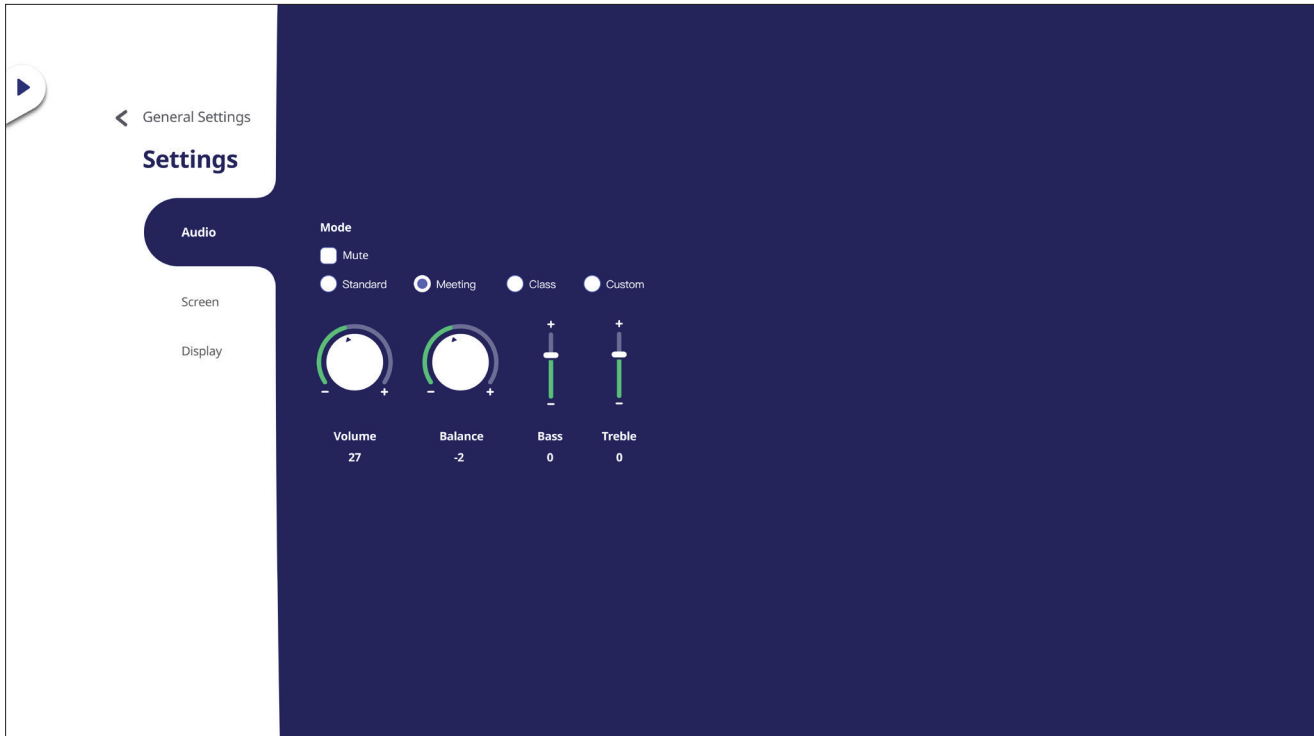 General Settings
Settings
Audio
Screen
Display
Mode
Mute
Standard Meeting Class Custom
+ +
- + - + - -
Volume Balance Bass Treble
27 -2 0 0